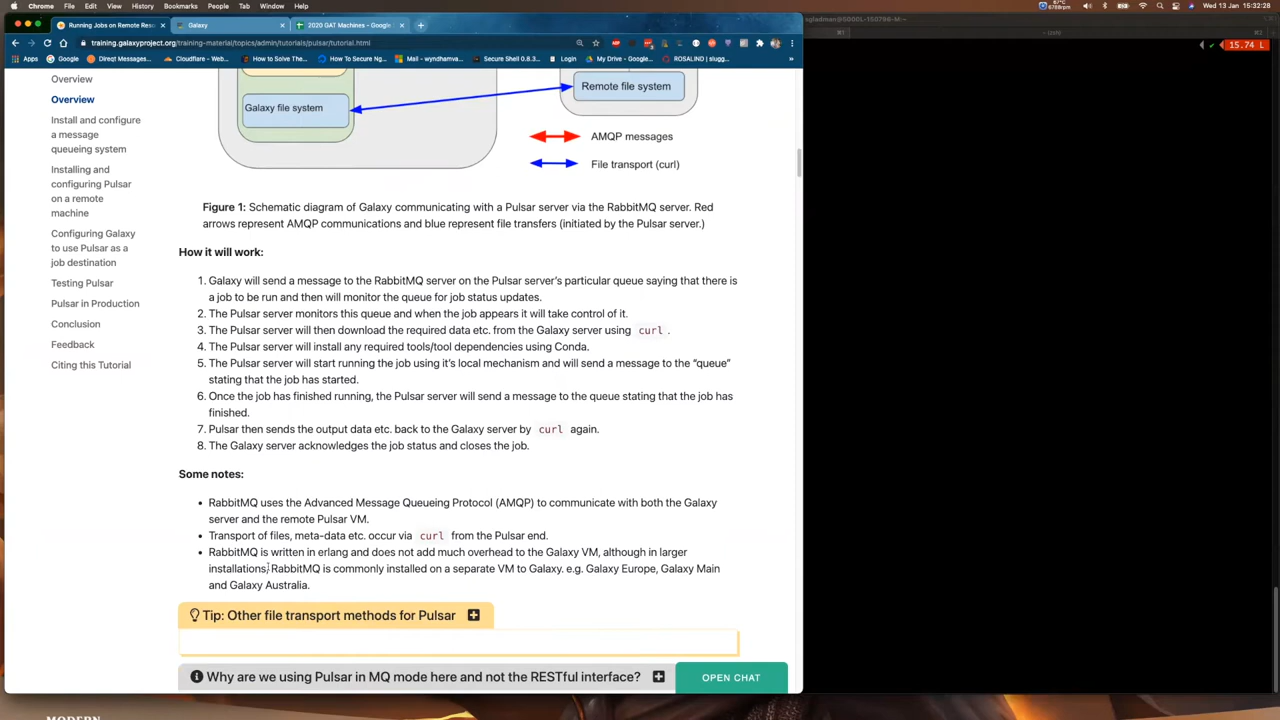 Chrome File Edit View History Bookmarks People Tab Window Help
Wed 13 Jan 15:32:28
Running Jobs on Remote Res
Galaxy
2020 GAT Machines - Google
training.galaxyproject.org/training-material/topics/admin/tutorials/pulsar/tutorial.html
Apps Google Direqt Messages... Cloudflare - Web... How to Solve The... How To Secure Ng... Mail - wyndhamva... Secure Shell 0.8.3... Login My Drive - Google... ROSALIND | slugg...
15.74 L
Overview
Overview
Install and configure
a message
queueing system
Installing and
configuring Pulsar
on a remote
machine
Configuring Galaxy
to use Pulsar as a
job destination
Testing Pulsar
Pulsar in Production
Conclusion
Feedback
Citing this Tutorial
Galaxy file system
Remote file system
AMQP messages
File transport (curl)
Figure 1: Schematic diagram of Galaxy communicating with a Pulsar server via the RabbitMQ server. Red
arrows represent AMQP communications and blue represent file transfers (initiated by the Pulsar server.)
How it will work:
1. Galaxy will send a message to the RabbitMQ server on the Pulsar server's particular queue saying that there is
a job to be run and then will monitor the queue for job status updates.
2. The Pulsar server monitors this queue and when the job appears it will take control of it.
3. The Pulsar server will then download the required data etc. from the Galaxy server using curl .
4. The Pulsar server will install any required tools/tool dependencies using Conda.
5. The Pulsar server will start running the job using it's local mechanism and will send a message to the “queue”
stating that the job has started.
6. Once the job has finished running, the Pulsar server will send a message to the queue stating that the job has
finished.
7. Pulsar then sends the output data etc. back to the Galaxy server by curl again.
8. The Galaxy server acknowledges the job status and closes the job.
Some notes:
• RabbitMQ uses the Advanced Message Queueing Protocol (AMQP) to communicate with both the Galaxy
server and the remote Pulsar VM.
• Transport of files, meta-data etc. occur via curl from the Pulsar end.
• RabbitMQ is written in erlang and does not add much overhead to the Galaxy VM, although in larger
installations, RabbitMQ is commonly installed on a separate VM to Galaxy. e.g. Galaxy Europe, Galaxy Main
and Galaxy Australia.
Tip: Other file transport methods for Pulsar
Why are we using Pulsar in MQ mode here and not the RESTful interface?
OPEN CHAT
MODERN